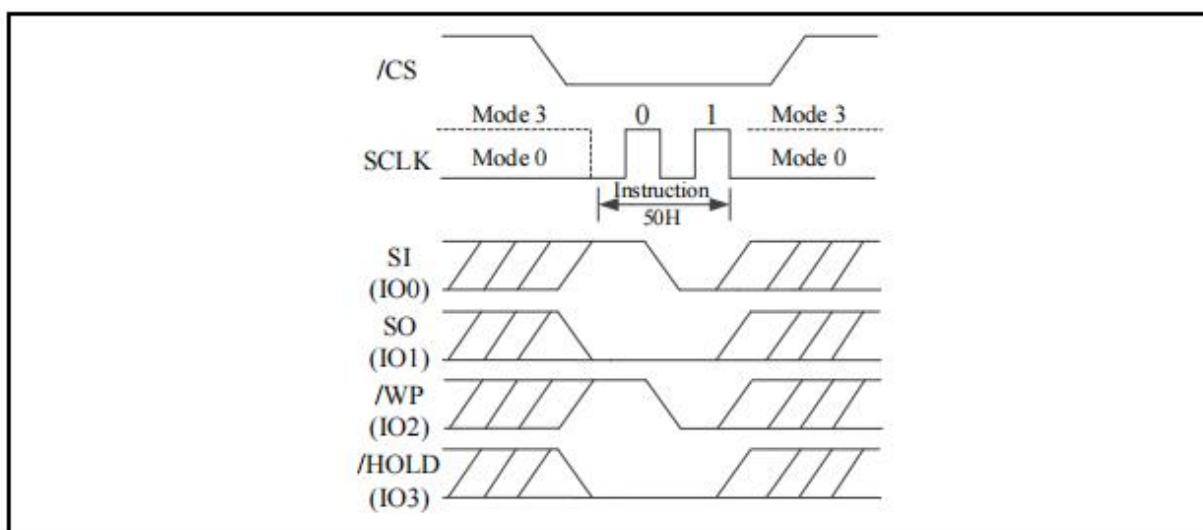 /CS
Mode 3 0 1 Mode 3
SCLK Mode 0 Mode 0
Instruction
50H
SI
(IO0)
SO
(IO1)
/WP
(IO2)
/HOLD
(IO3)